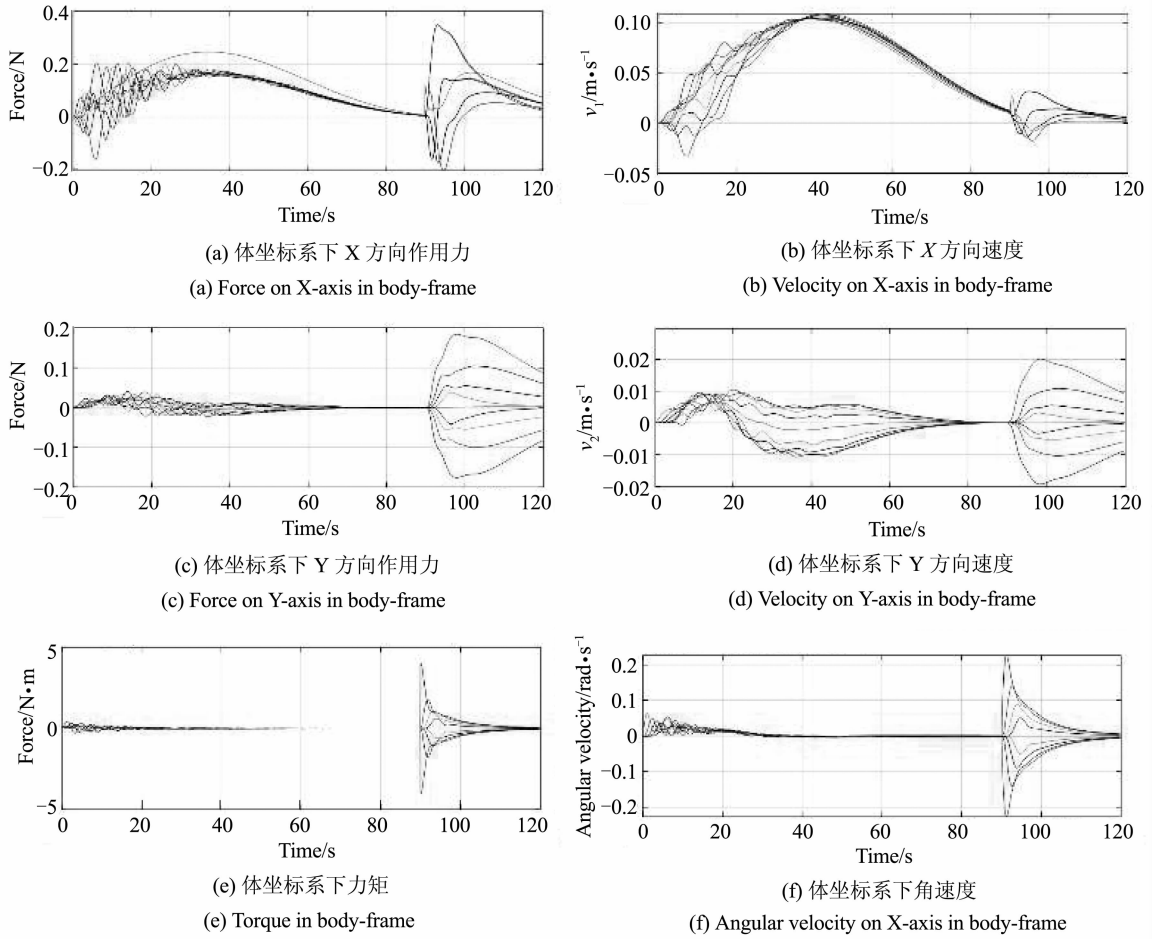 Force/N
0.4
0.2
0
−0.2
0 20 40 60 80 100 120
Time/s
(a) 体坐标系下 X 方向作用力
(a) Force on X-axis in body-frame
v₁/m•s⁻¹
0.10
0.05
0
−0.05
0 20 40 60 80 100 120
Time/s
(b) 体坐标系下 X 方向速度
(b) Velocity on X-axis in body-frame
Force/N
0.2
0.1
0
−0.1
−0.2
0 20 40 60 80 100 120
Time/s
(c) 体坐标系下 Y 方向作用力
(c) Force on Y-axis in body-frame
v₂/m•s⁻¹
0.02
0.01
0
−0.01
−0.02
0 20 40 60 80 100 120
Time/s
(d) 体坐标系下 Y 方向速度
(d) Velocity on Y-axis in body-frame
Force/N•m
5
0
−5
0 20 40 60 80 100 120
Time/s
(e) 体坐标系下力矩
(e) Torque in body-frame
Angular velocity/rad•s⁻¹
0.2
0.1
0
−0.1
−0.2
0 20 40 60 80 100 120
Time/s
(f) 体坐标系下角速度
(f) Angular velocity on X-axis in body-frame